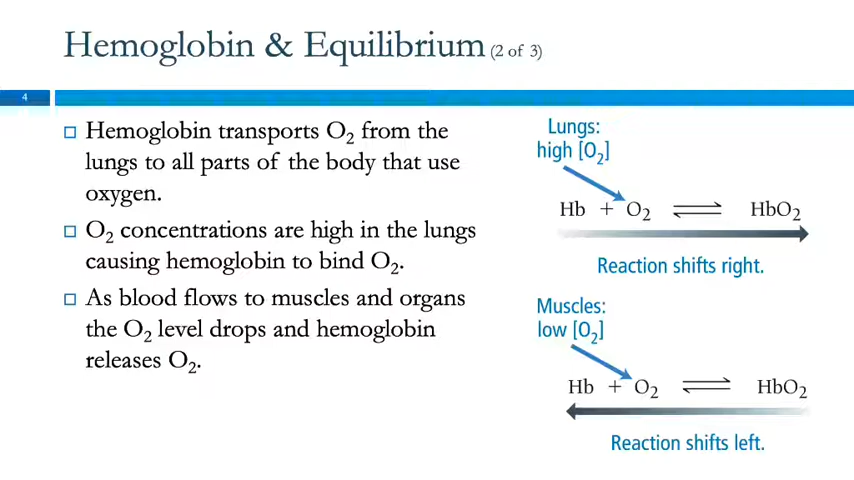 Hemoglobin & Equilibrium (2 of 3)
4
Hemoglobin transports O₂ from the
lungs to all parts of the body that use
oxygen.
O₂ concentrations are high in the lungs
causing hemoglobin to bind O₂.
As blood flows to muscles and organs
the O₂ level drops and hemoglobin
releases O₂.
Lungs:
high [O₂]
Hb + O₂ ⇌ HbO₂
Reaction shifts right.
Muscles:
low [O₂]
Hb + O₂ ⇌ HbO₂
Reaction shifts left.